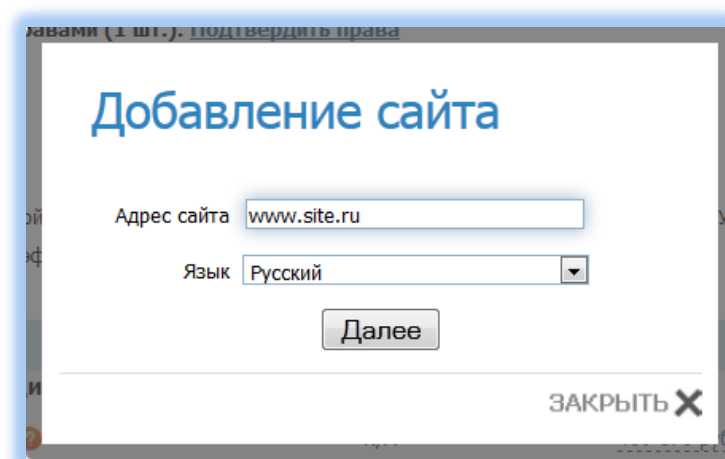 равами (1 шт.). Подтвердить права
Добавление сайта
Адрес сайта www.site.ru
Язык Русский
Далее
ЗАКРЫТЬ